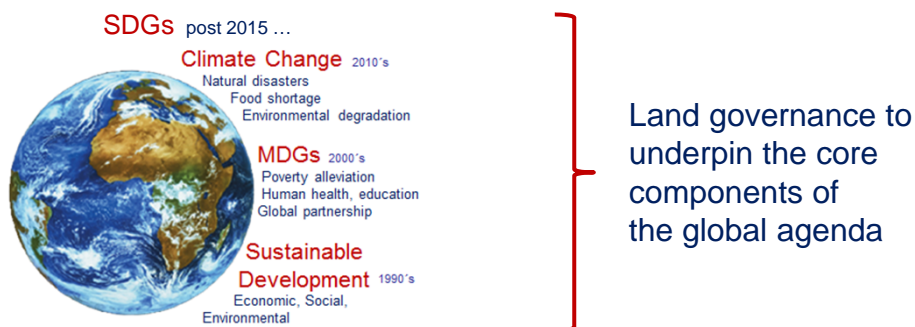 SDGs post 2015 ...
Climate Change 2010's
Natural disasters
Food shortage
Environmental degradation
MDGs 2000's
Poverty alleviation
Human health, education
Global partnership
Sustainable
Development 1990's
Economic, Social,
Environmental
Land governance to
underpin the core
components of
the global agenda